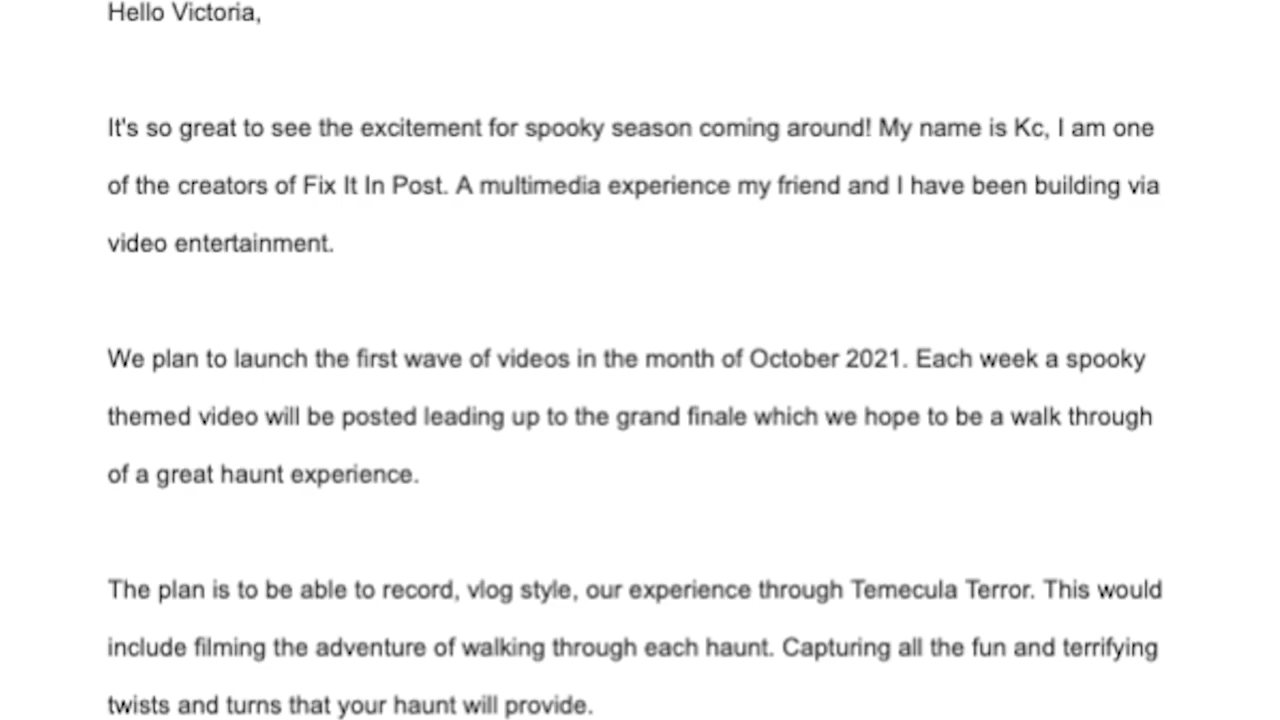 Hello Victoria,
It's so great to see the excitement for spooky season coming around! My name is Kc, I am one
of the creators of Fix It In Post. A multimedia experience my friend and I have been building via
video entertainment.
We plan to launch the first wave of videos in the month of October 2021. Each week a spooky
themed video will be posted leading up to the grand finale which we hope to be a walk through
of a great haunt experience.
The plan is to be able to record, vlog style, our experience through Temecula Terror. This would
include filming the adventure of walking through each haunt. Capturing all the fun and terrifying
twists and turns that your haunt will provide.